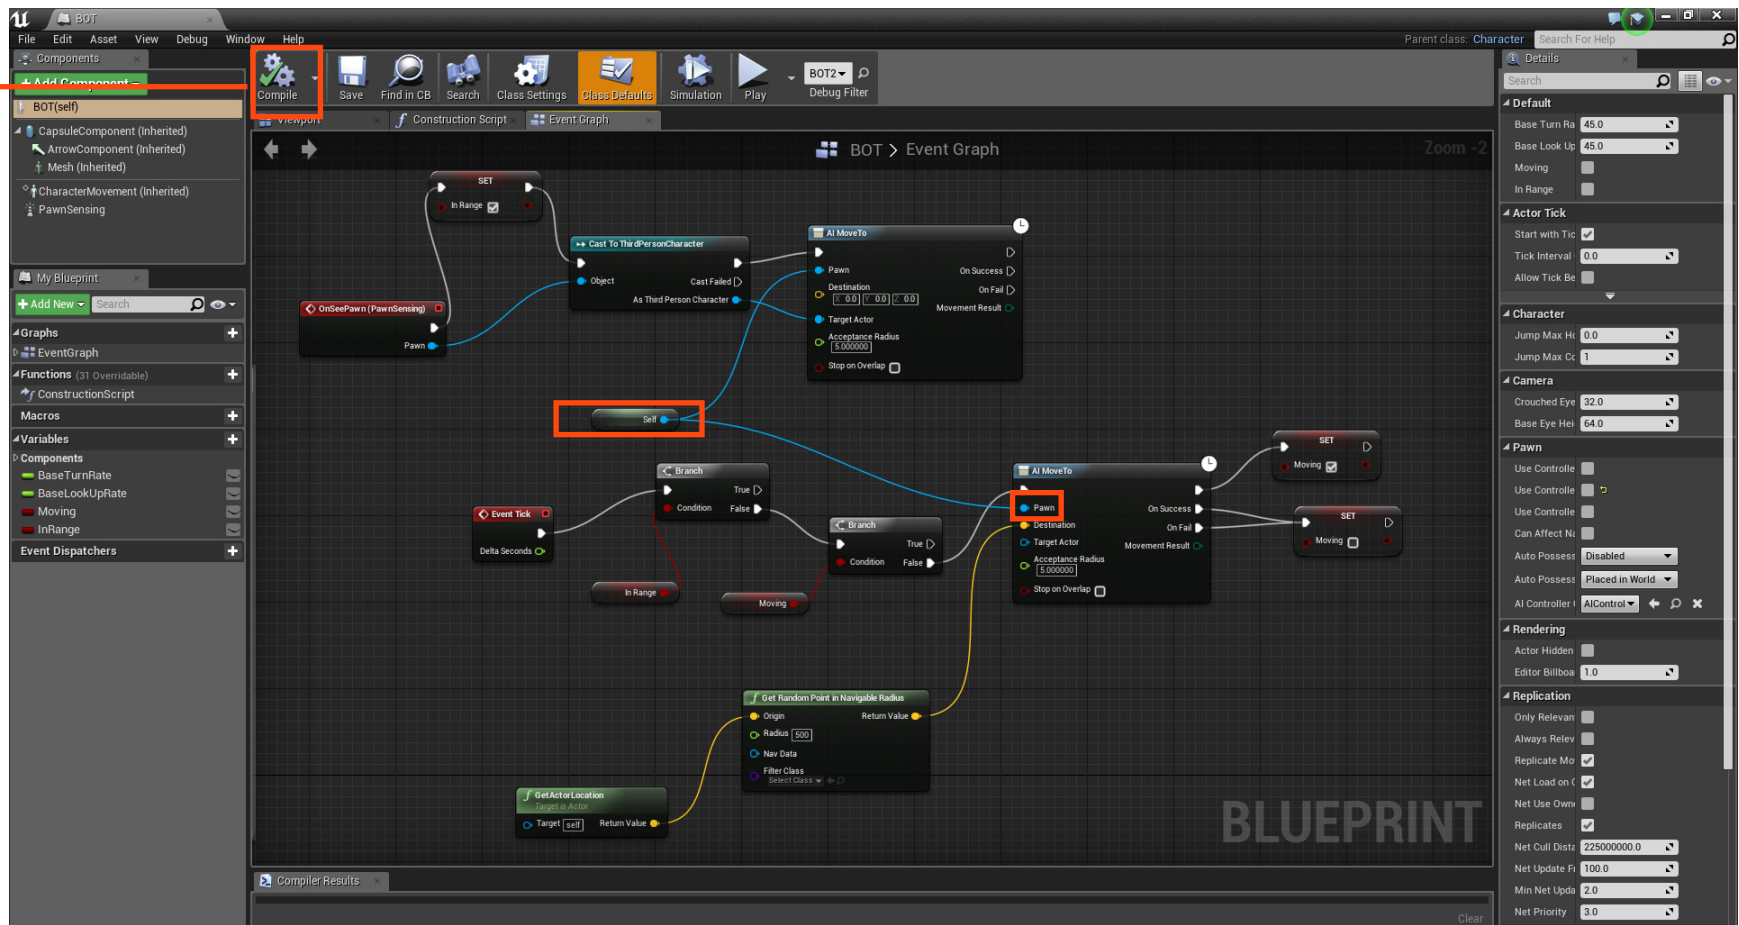 BOT
File Edit Asset View Debug Window Help
Parent class: Character Search For Help
Components
Add Component
BOT(self)
CapsuleComponent (Inherited)
ArrowComponent (Inherited)
Mesh (Inherited)
CharacterMovement (Inherited)
PawnSensing
My Blueprint
+ Add New Search
Graphs
EventGraph
Functions (31 Overridable)
ConstructionScript
Macros
Variables
Components
BaseTurnRate
BaseLookUpRate
Moving
InRange
Event Dispatchers
Compile Save Find in CB Search Class Settings Class Defaults Simulation Play
BOT2
Debug Filter
Viewport Construction Script Event Graph
BOT > Event Graph Zoom -2
SET
In Range
Cast To ThirdPersonCharacter
Object Cast Failed
As Third Person Character
AI MoveTo
Pawn On Success
Destination On Fail
X 0.0 Y 0.0 Z 0.0
Movement Result
Target Actor
Acceptance Radius
5.000000
Stop on Overlap
OnSeePawn (PawnSensing)
Pawn
Self
Branch
True
Condition False
Event Tick
Delta Seconds
In Range
Branch
True
Condition False
Moving
AI MoveTo
Pawn On Success
Destination On Fail
Target Actor Movement Result
Acceptance Radius
5.000000
Stop on Overlap
SET
Moving
SET
Moving
Get Random Point in Navigable Radius
Origin Return Value
Radius 500
Nav Data
Filter Class
Select Class
GetActorLocation
Target is Actor
Target self Return Value
BLUEPRINT
Compiler Results
Clear
Details
Search
Default
Base Turn Ra 45.0
Base Look Up 45.0
Moving
In Range
Actor Tick
Start with Tic
Tick Interval 0.0
Allow Tick Be
Character
Jump Max Ho 0.0
Jump Max Co 1
Camera
Crouched Eye 32.0
Base Eye Hei 64.0
Pawn
Use Controlle
Use Controlle
Use Controlle
Can Affect Na
Auto Possess Disabled
Auto Possess Placed in World
AI Controller AIControl
Rendering
Actor Hidden
Editor Billboa 1.0
Replication
Only Relevan
Always Relev
Replicate Mo
Net Load on C
Net Use Own
Replicates
Net Cull Dista 225000000.0
Net Update F 100.0
Min Net Upda 2.0
Net Priority 3.0